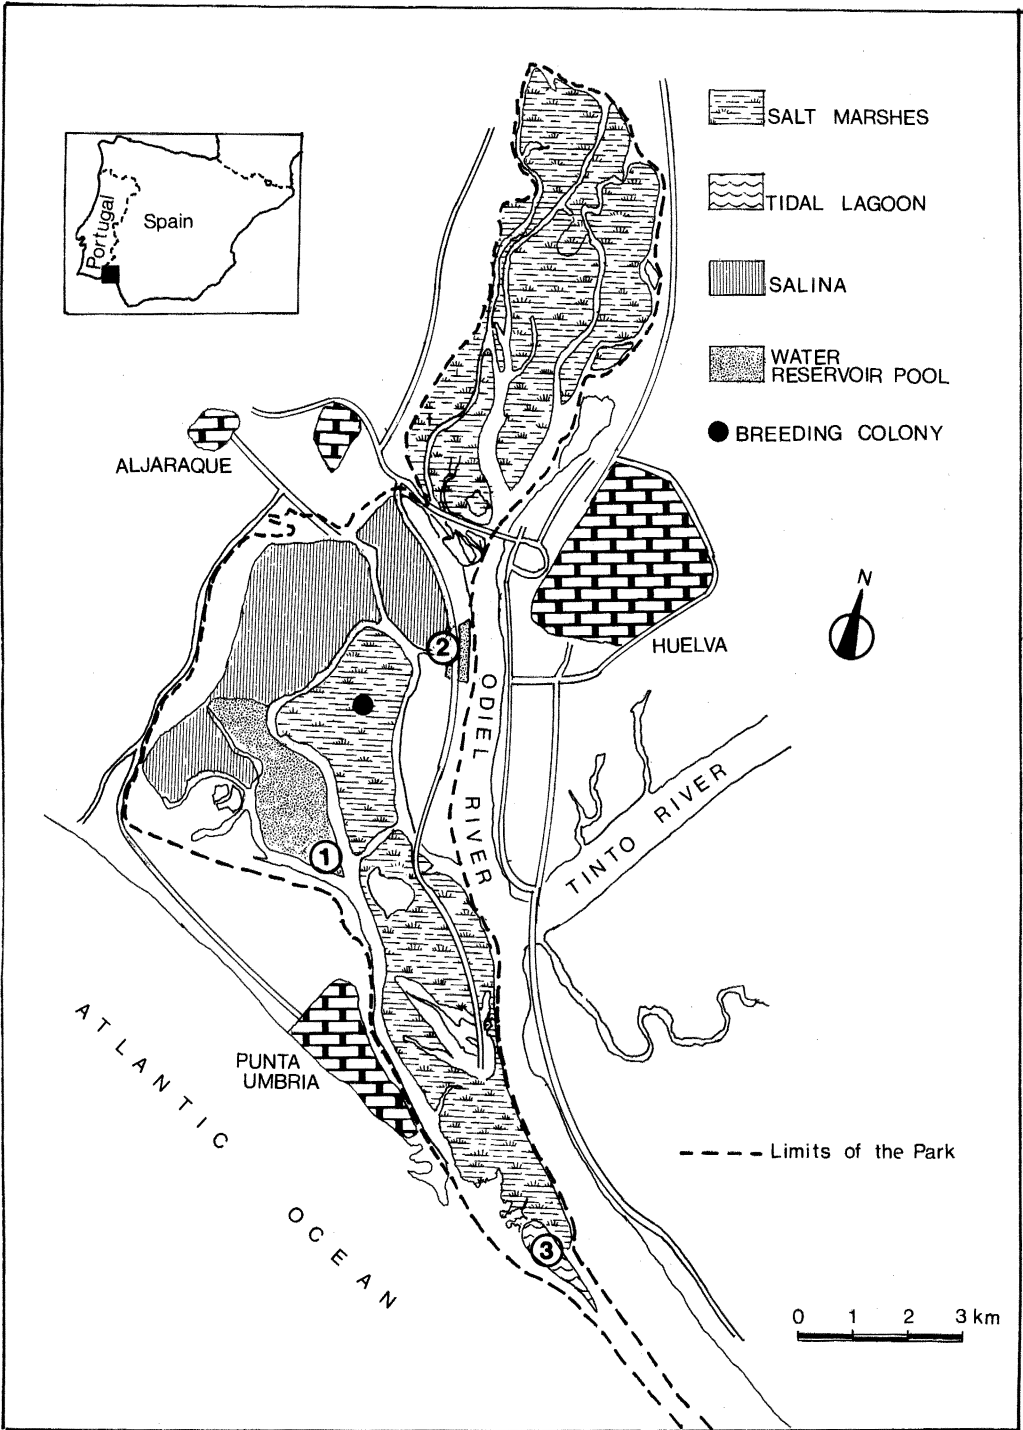 SALT MARSHES
TIDAL LAGOON
SALINA
WATER
RESERVOIR POOL
BREEDING COLONY
Portugal
Spain
ALJARAQUE
N
HUELVA
2
ODIEL RIVER
TINTO RIVER
1
PUNTA
UMBRIA
ATLANTIC OCEAN
Limits of the Park
3
0 1 2 3 km